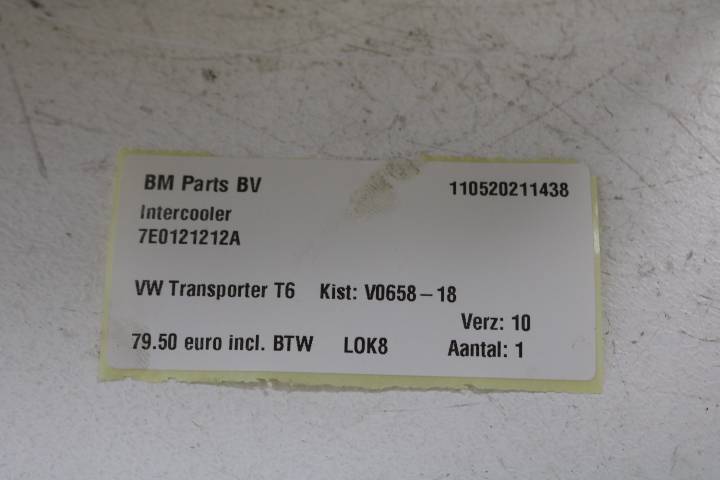 BM Parts BV 110520211438
Intercooler
7E0121212A
VW Transporter T6 Kist: V0658-18
Verz: 10
79.50 euro incl. BTW LOK8 Aantal: 1